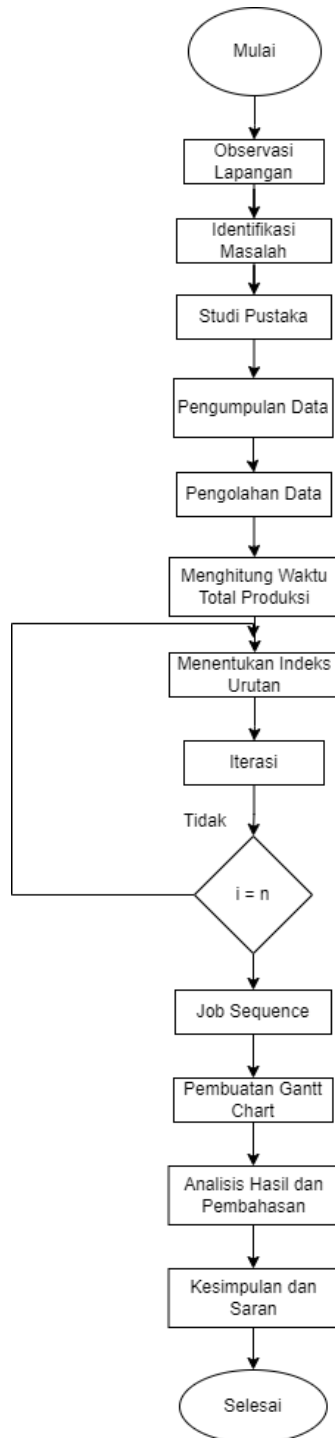 Mulai
Observasi
Lapangan
Identifikasi
Masalah
Studi Pustaka
Pengumpulan Data
Pengolahan Data
Menghitung Waktu
Total Produksi
Menentukan Indeks
Urutan
Iterasi
Tidak
i = n
Job Sequence
Pembuatan Gantt
Chart
Analisis Hasil dan
Pembahasan
Kesimpulan dan
Saran
Selesai